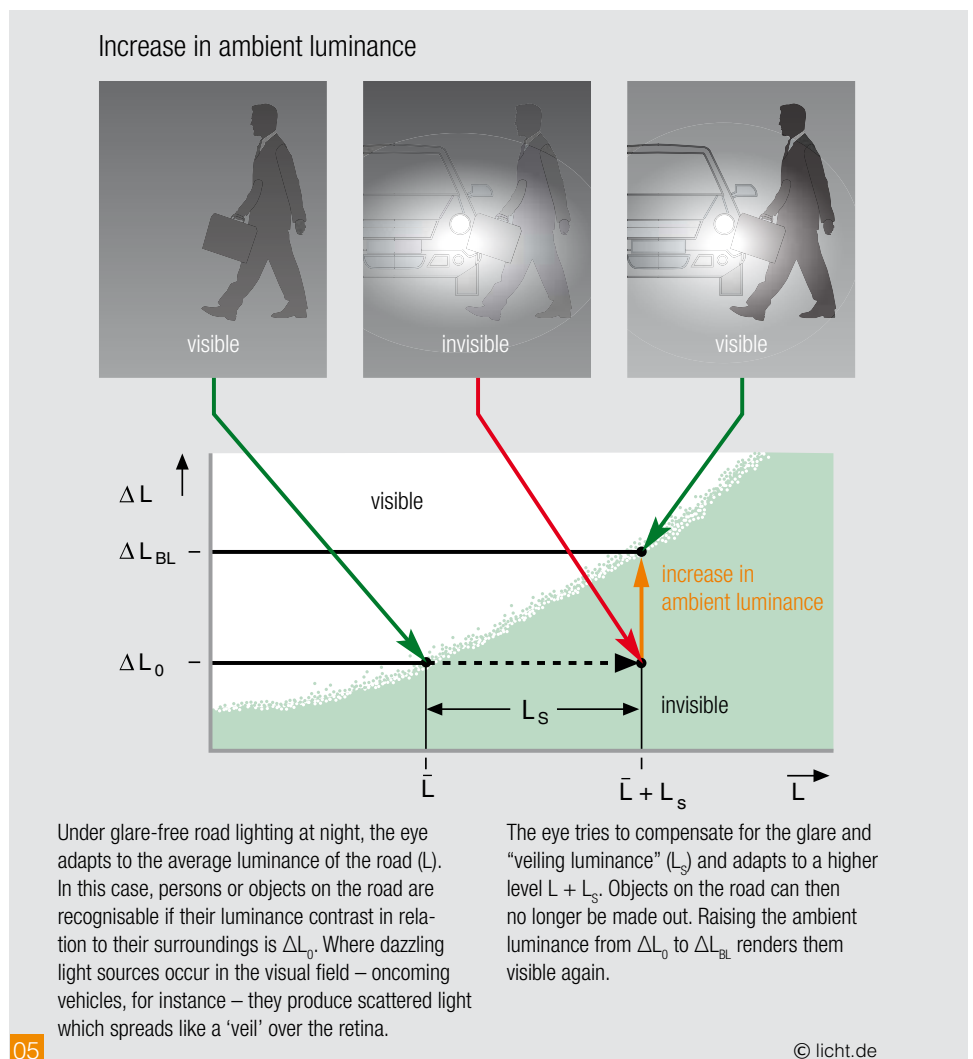 Increase in ambient luminance
visible
invisible
visible
Δ L
visible
Δ L BL
increase in
ambient luminance
Δ L 0
L S
invisible
L̄
L̄ + L s
L
Under glare-free road lighting at night, the eye
adapts to the average luminance of the road (L).
In this case, persons or objects on the road are
recognisable if their luminance contrast in rela-
tion to their surroundings is ΔL0. Where dazzling
light sources occur in the visual field – oncoming
vehicles, for instance – they produce scattered light
which spreads like a ‘veil’ over the retina.
The eye tries to compensate for the glare and
“veiling luminance” (LS) and adapts to a higher
level L + LS. Objects on the road can then
no longer be made out. Raising the ambient
luminance from ΔL0 to ΔLBL renders them
visible again.
05
© licht.de